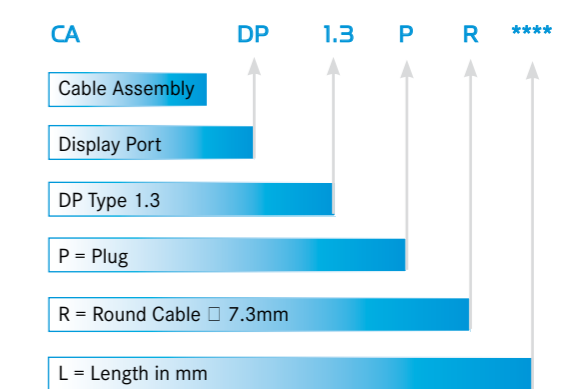 CA DP 1.3 P R ****
Cable Assembly
Display Port
DP Type 1.3
P = Plug
R = Round Cable □ 7.3mm
L = Length in mm